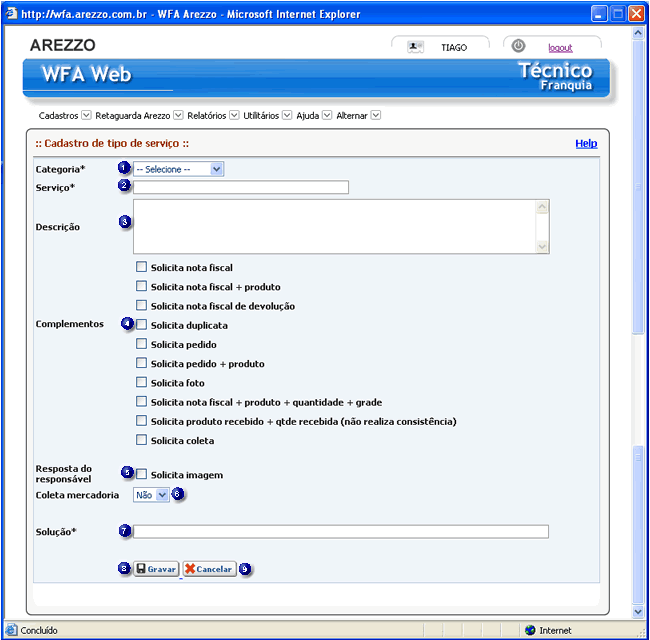 http://wfa.arezzo.com.br - WFA Arezzo - Microsoft Internet Explorer
AREZZO
TIAGO
logout
WFA Web
Técnico
Franquia
Cadastros Retaguarda Arezzo Relatórios Utilitários Ajuda Alternar
:: Cadastro de tipo de serviço ::
Help
Categoria* 1 -- Selecione --
Serviço* 2
Descrição 3
Solicita nota fiscal
Solicita nota fiscal + produto
Solicita nota fiscal de devolução
Complementos 4 Solicita duplicata
Solicita pedido
Solicita pedido + produto
Solicita foto
Solicita nota fiscal + produto + quantidade + grade
Solicita produto recebido + qtde recebida (não realiza consistência)
Solicita coleta
Resposta do
responsável 5 Solicita imagem
Coleta mercadoria Não 6
Solução* 7
8 Gravar Cancelar 9
Concluído
Internet